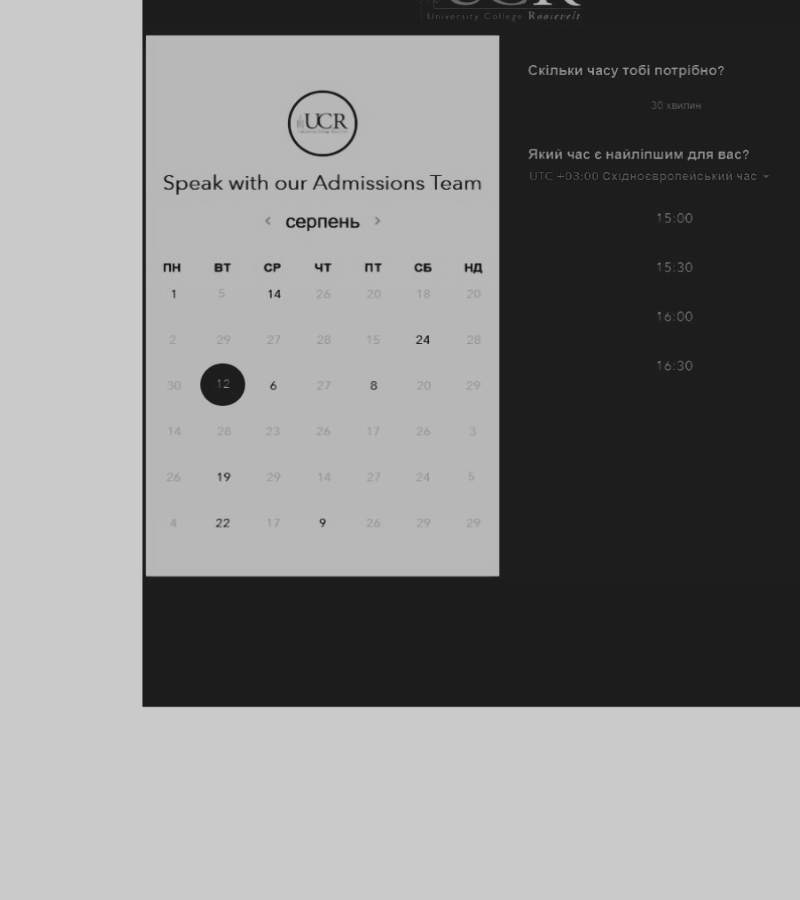 UCR
University College Roosevelt
UCR
Speak with our Admissions Team
< серпень >
ПН ВТ СР ЧТ ПТ СБ НД
1 5 14 26 20 18 20
2 29 27 28 15 24 28
30 12 6 27 8 20 29
14 28 23 26 17 26 3
26 19 29 14 27 24 5
4 22 17 9 26 29 29
Скільки часу тобі потрібно?
30 хвилин
Який час є найліпшим для вас?
UTC +03:00 Східноєвропейський час
15:00
15:30
16:00
16:30